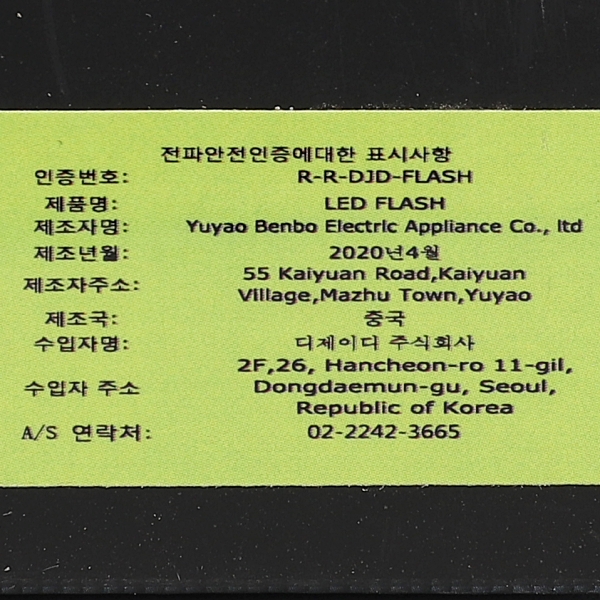 전파안전인증에대한 표시사항
인증번호: R-R-DJD-FLASH
제품명: LED FLASH
제조자명: Yuyao Benbo Electric Appliance Co., ltd
제조년월: 2020년4월
제조자주소: 55 Kaiyuan Road,Kaiyuan
Village,Mazhu Town,Yuyao
제조국: 중국
수입자명: 디제이디 주식회사
2F,26, Hancheon-ro 11-gil,
수입자 주소 Dongdaemun-gu, Seoul,
Republic of Korea
A/S 연락처: 02-2242-3665